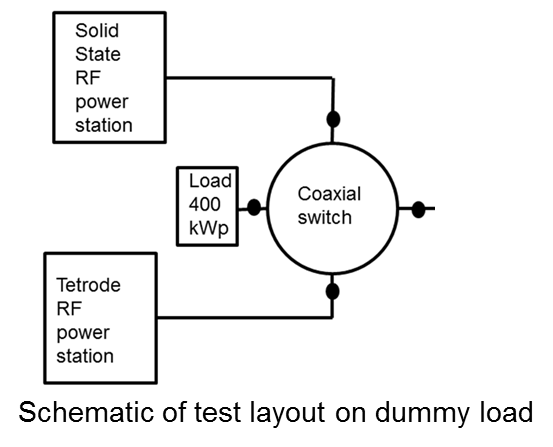 Solid
State
RF
power
station
Load
400
kWp
Coaxial
switch
Tetrode
RF
power
station
Schematic of test layout on dummy load